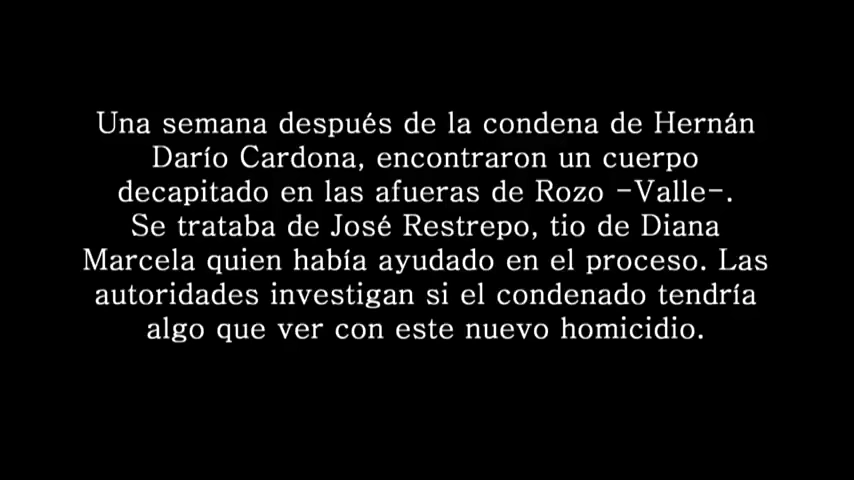 Una semana después de la condena de Hernán
Darío Cardona, encontraron un cuerpo
decapitado en las afueras de Rozo -Valle-.
Se trataba de José Restrepo, tio de Diana
Marcela quien había ayudado en el proceso. Las
autoridades investigan si el condenado tendría
algo que ver con este nuevo homicidio.